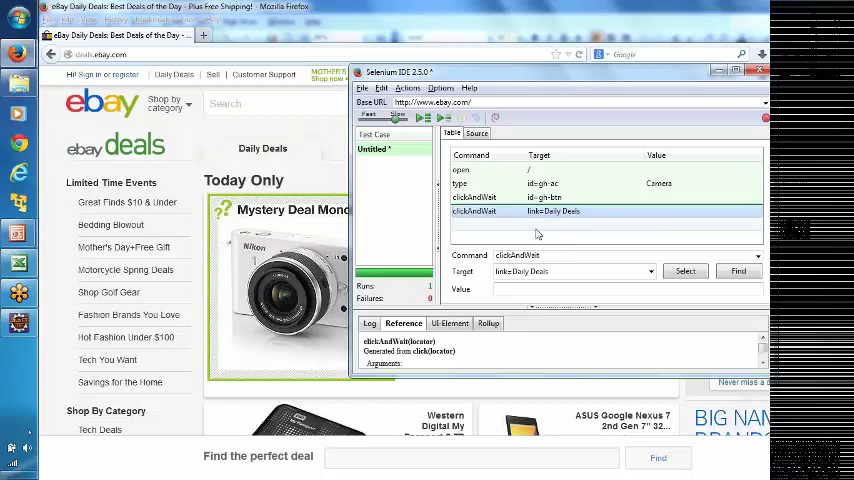 eBay Daily Deals: Best Deals of the Day - Plus Free Shipping! - Mozilla Firefox
eBay Daily Deals: Best Deals of the Day - ...
deals.ebay.com
Google
Hi! Sign in or register
Daily Deals
Sell
Customer Support
MOTHER'S
Shop now
ebay
Shop by
category
Search
ebay deals
Daily Deals
Limited Time Events
Great Finds $10 & Under
Bedding Blowout
Mother's Day+Free Gift
Motorcycle Spring Deals
Shop Golf Gear
Fashion Brands You Love
Hot Fashion Under $100
Tech You Want
Savings for the Home
Shop By Category
Tech Deals
Today Only
?? Mystery Deal
Nikon
Western
Digital My
ASUS Google Nexus 7
2nd Gen 7" 32...
Never miss a
BIG NAM
Find the perfect deal
Find
Selenium IDE 2.5.0 *
File Edit Actions Options Help
Base URL http://www.ebay.com/
Fast Slow
Test Case
Untitled *
Runs: 1
Failures: 0
Table Source
Command Target Value
open /
type id=gh-ac Camera
clickAndWait id=gh-btn
clickAndWait link=Daily Deals
Command clickAndWait
Target link=Daily Deals Select Find
Value
Log Reference UI-Element Rollup
clickAndWait(locator)
Generated from click(locator)
Arguments: